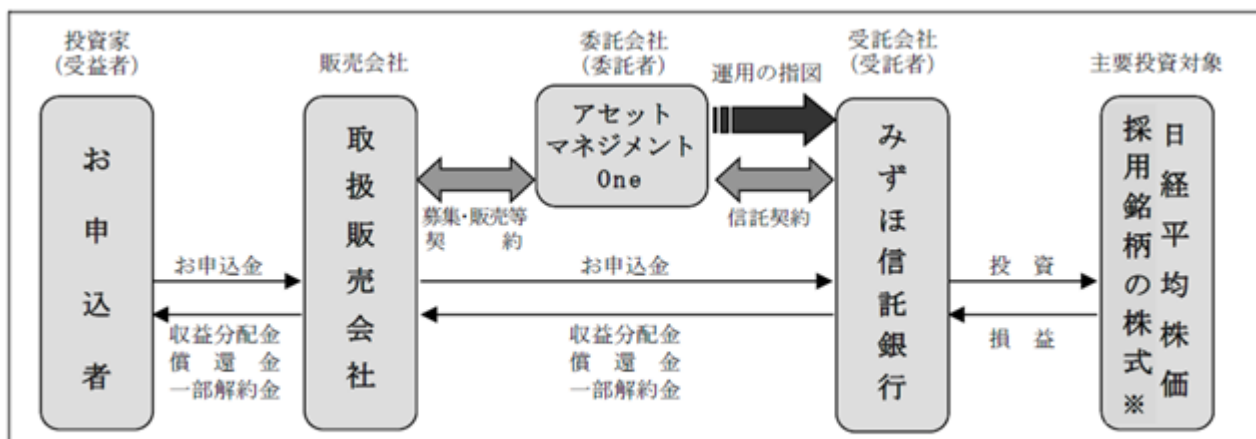 投資家
(受益者)
販売会社
委託会社
(委託者)
受託会社
(受託者)
主要投資対象
お申込者
取扱販売会社
アセット
マネジメント
One
運用の指図
みずほ信託銀行
日経平均株価
採用銘柄の株式※
募集・販売等
契約
信託契約
お申込金
お申込金
投資
収益分配金
償還金
一部解約金
収益分配金
償還金
一部解約金
損益